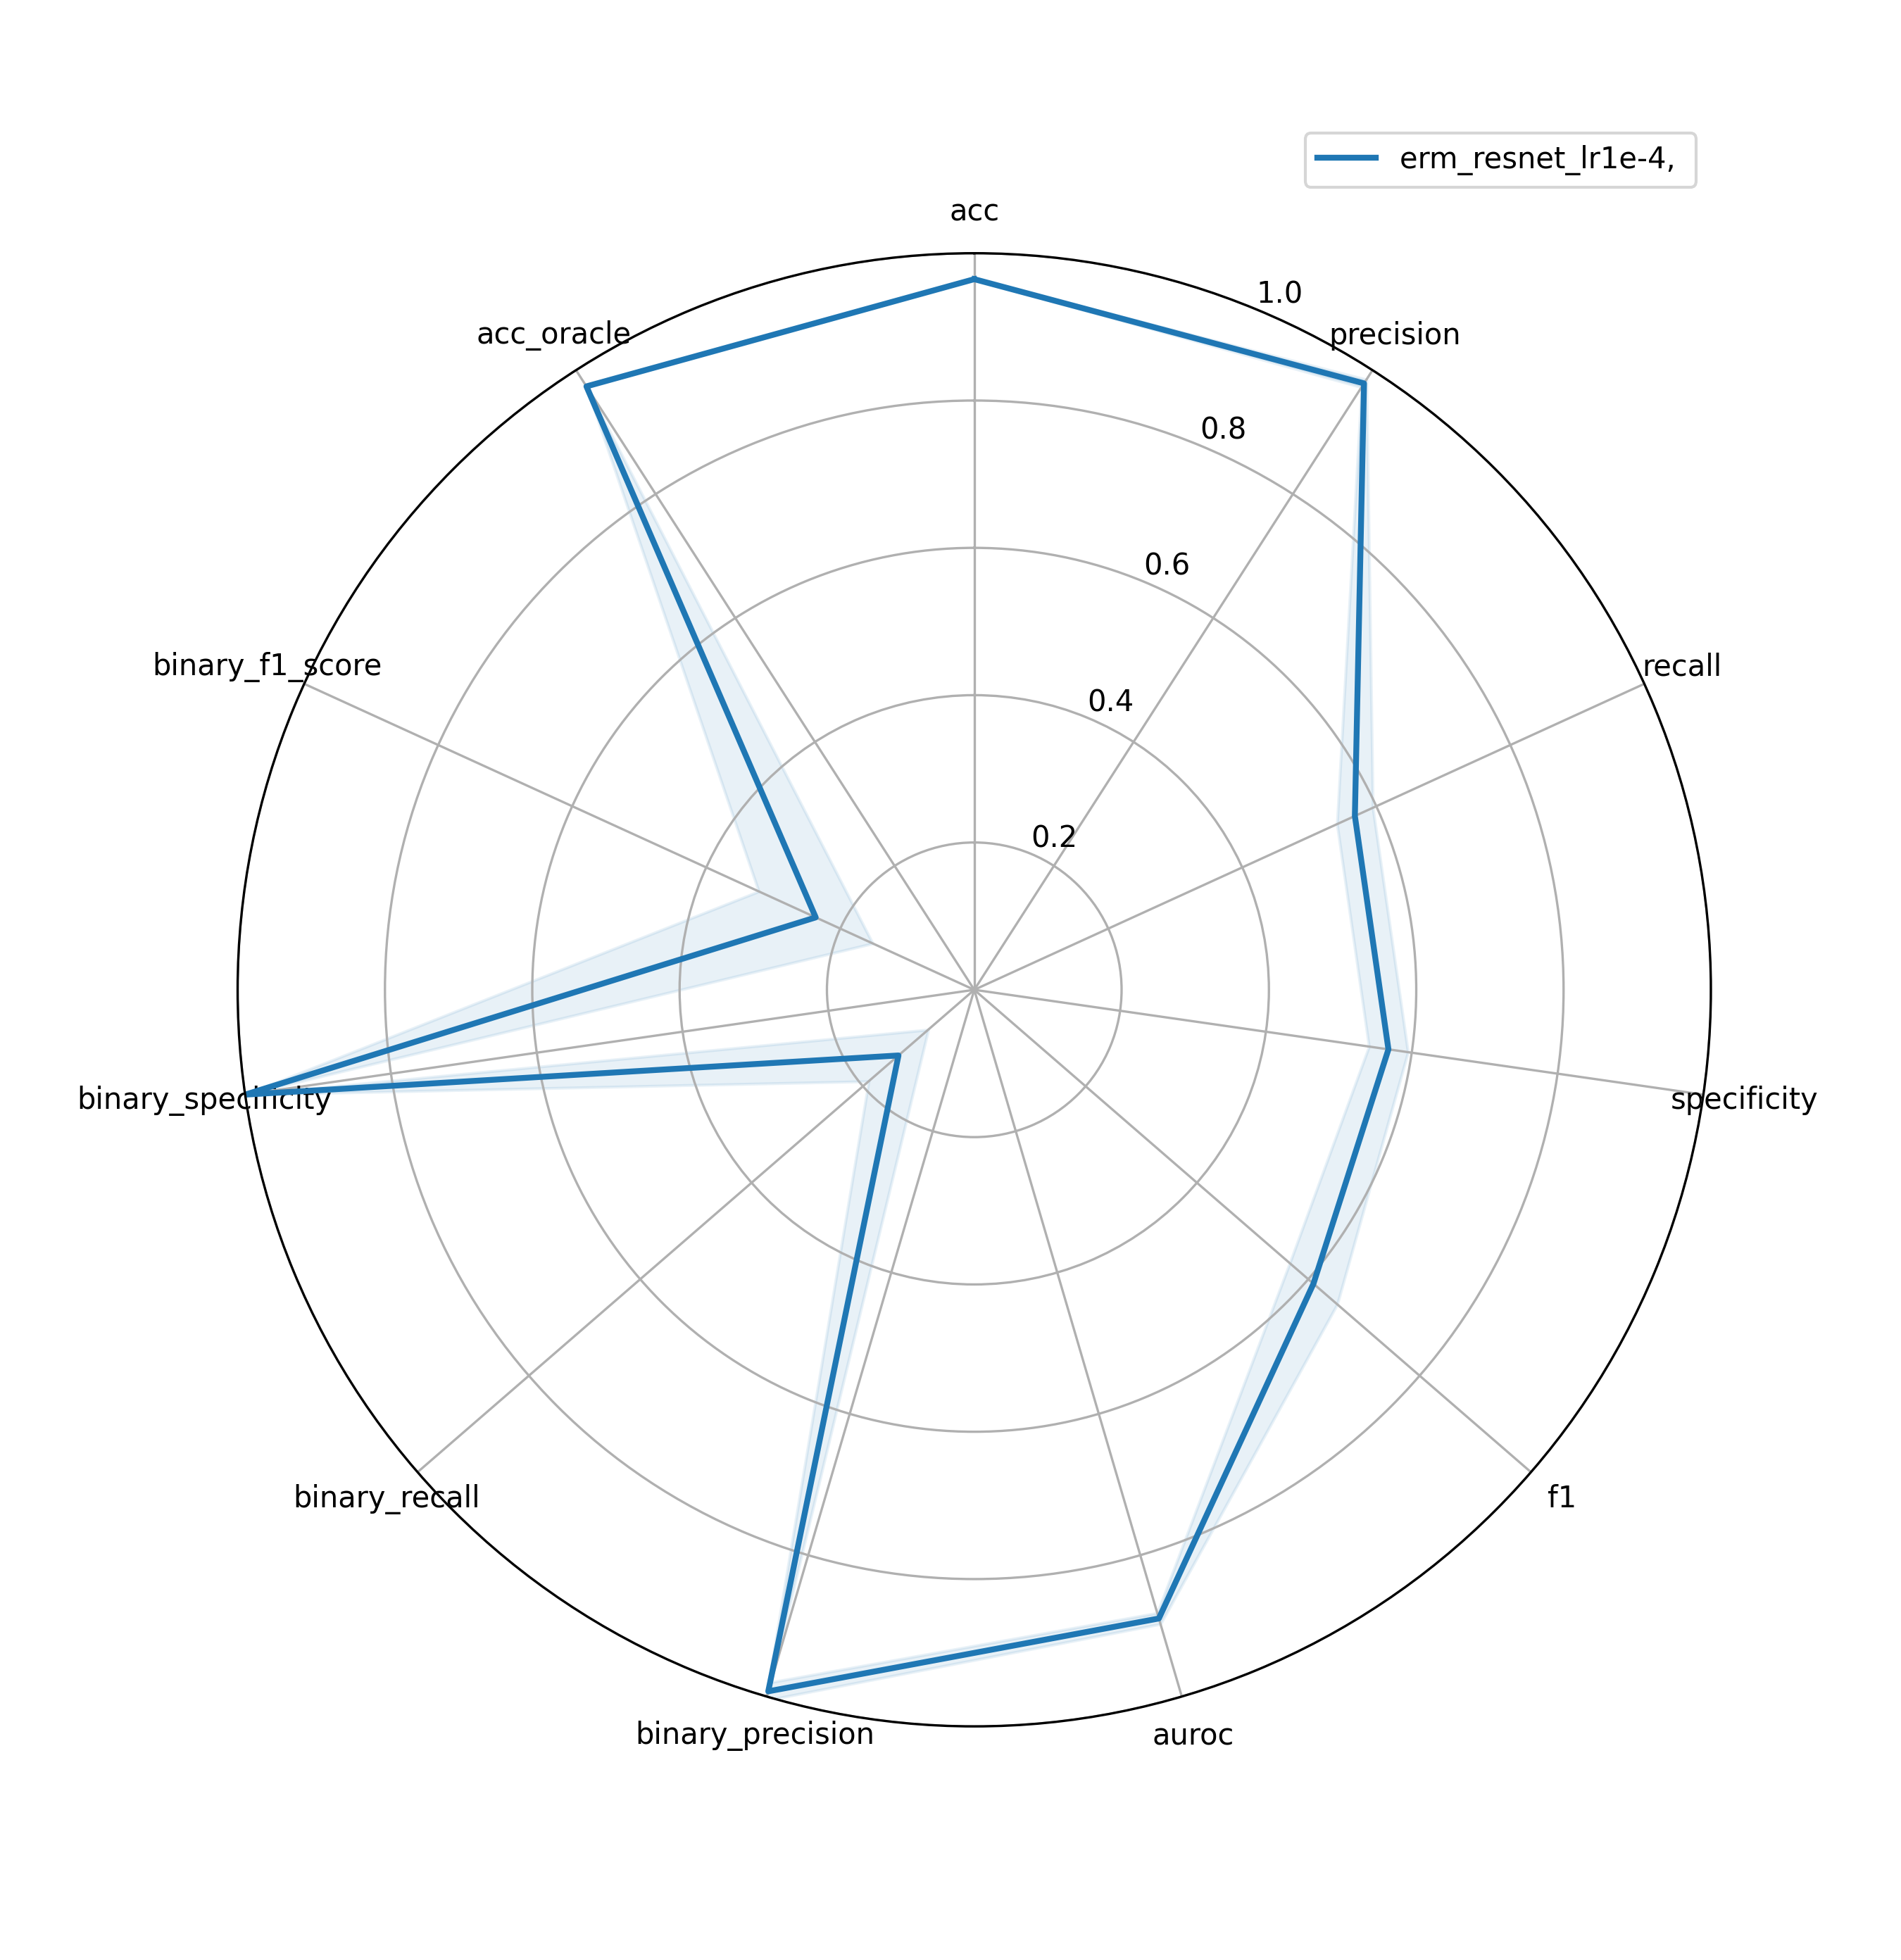 erm_resnet_lr1e-4,
acc
1.0
acc_oracle
precision
0.8
0.6
binary_f1_score
recall
0.4
0.2
binary_specificity
specificity
binary_recall
f1
binary_precision
auroc